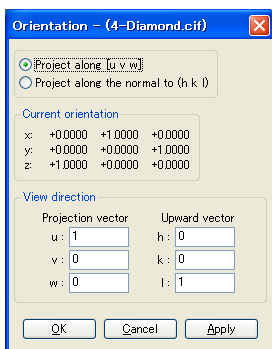 Orientation - (4-Diamond.cif)
Project along [u v w]
Project along the normal to (h k l)
Current orientation
x: +0.0000 +1.0000 +0.0000
y: +0.0000 +0.0000 +1.0000
z: +1.0000 +0.0000 +0.0000
View direction
Projection vector Upward vector
u : 1 h : 0
v : 0 k : 0
w : 0 l : 1
OK Cancel Apply